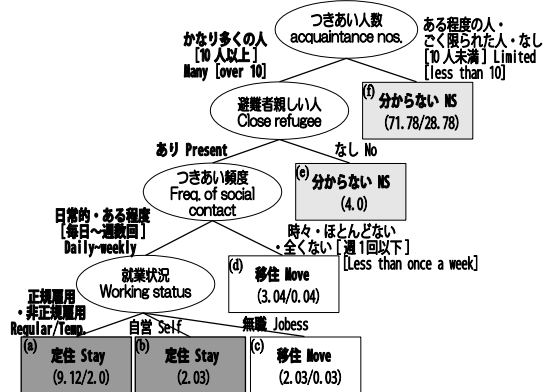 つきあい人数
acquaintance nos.
かなり多くの人
[10人以上]
Many [over 10]
ある程度の人・
ごく限られた人・なし
[10人未満] Limited
[less than 10]
避難者親しい人
Close refugee
(f) 分からない NS
(71.78/28.78)
あり Present
なし No
つきあい頻度
Freq. of social
contact
(e) 分からない NS
(4.0)
日常的・ある程度
[毎日~週数回]
Daily~weekly
時々・ほとんどない
・全くない[週1回以下]
[Less than once a week]
就業状況
Working status
(d) 移住 Move
(3.04/0.04)
正規雇用
・非正規雇用
Regular/Temp.
自営 Self
無職 Jobess
(a) 定住 Stay
(9.12/2.0)
(b) 定住 Stay
(2.03)
(c) 移住 Move
(2.03/0.03)